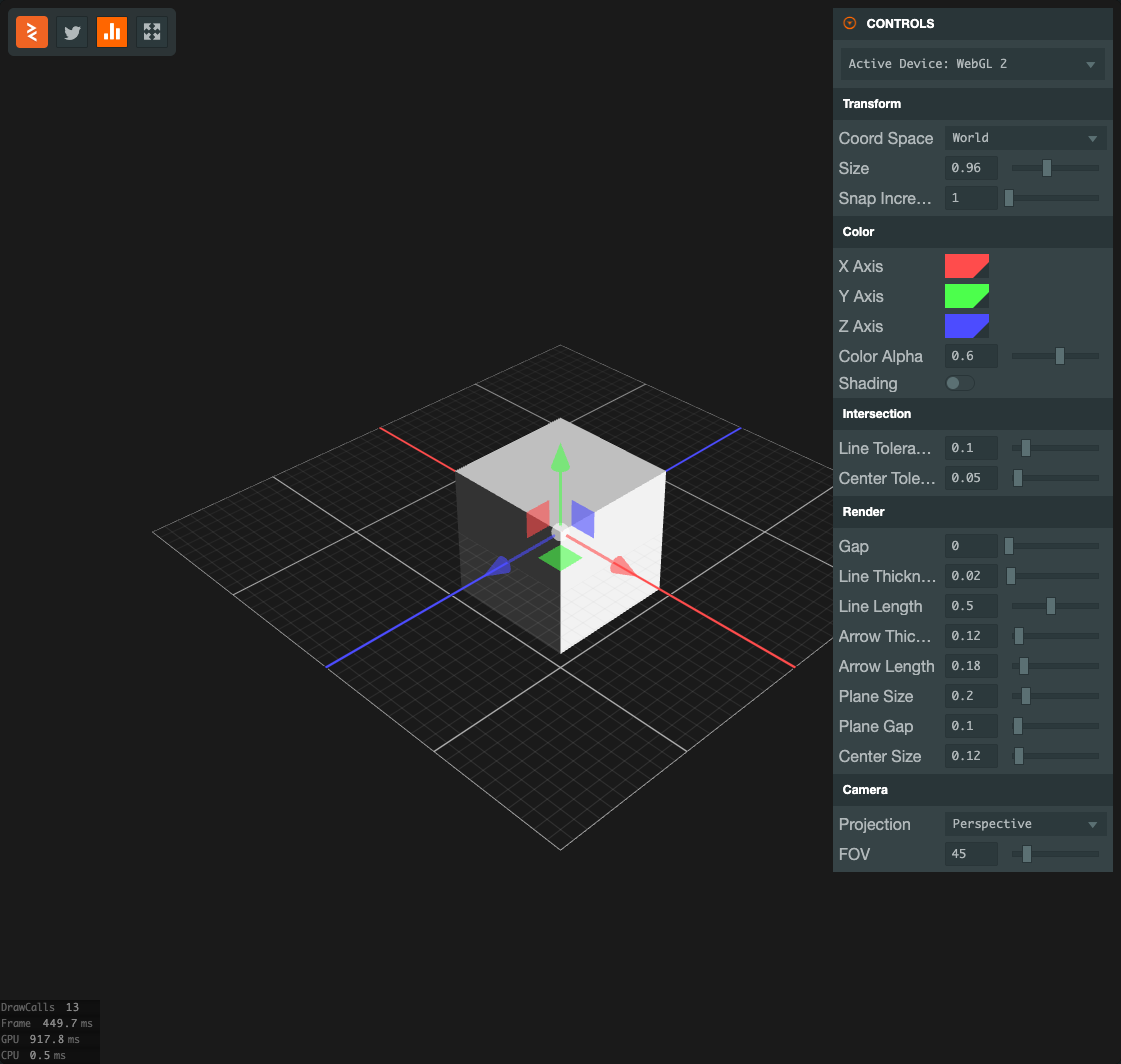 CONTROLS
Active Device: WebGL 2
Transform
Coord Space World
Size 0.96
Snap Incre... 1
Color
X Axis
Y Axis
Z Axis
Color Alpha 0.6
Shading
Intersection
Line Tolera... 0.1
Center Tole... 0.05
Render
Gap 0
Line Thickn... 0.02
Line Length 0.5
Arrow Thic... 0.12
Arrow Length 0.18
Plane Size 0.2
Plane Gap 0.1
Center Size 0.12
Camera
Projection Perspective
FOV 45
DrawCalls 13
Frame 449.7 ms
GPU 917.8 ms
CPU 0.5 ms